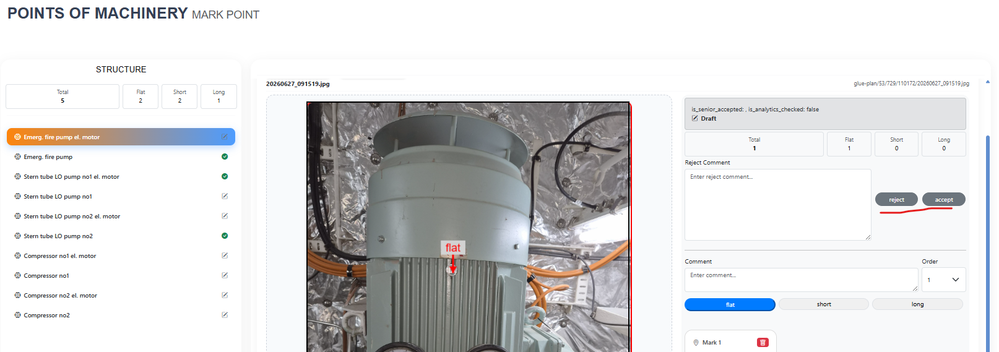 POINTS OF MACHINERY MARK POINT
STRUCTURE
Total
5
Flat
2
Short
2
Long
1
Emerg. fire pump el. motor
Emerg. fire pump
Stern tube LO pump no1 el. motor
Stern tube LO pump no1
Stern tube LO pump no2 el. motor
Stern tube LO pump no2
Compressor no1 el. motor
Compressor no1
Compressor no2 el. motor
Compressor no2
20260627_091519.jpg
glue-plan/53/729/110172/20260627_091519.jpg
flat
is_senior_accepted: , is_analytics_checked: false
Draft
Total
1
Flat
1
Short
0
Long
0
Reject Comment
Enter reject comment...
reject
accept
Comment
Order
Enter comment...
1
flat
short
long
Mark 1